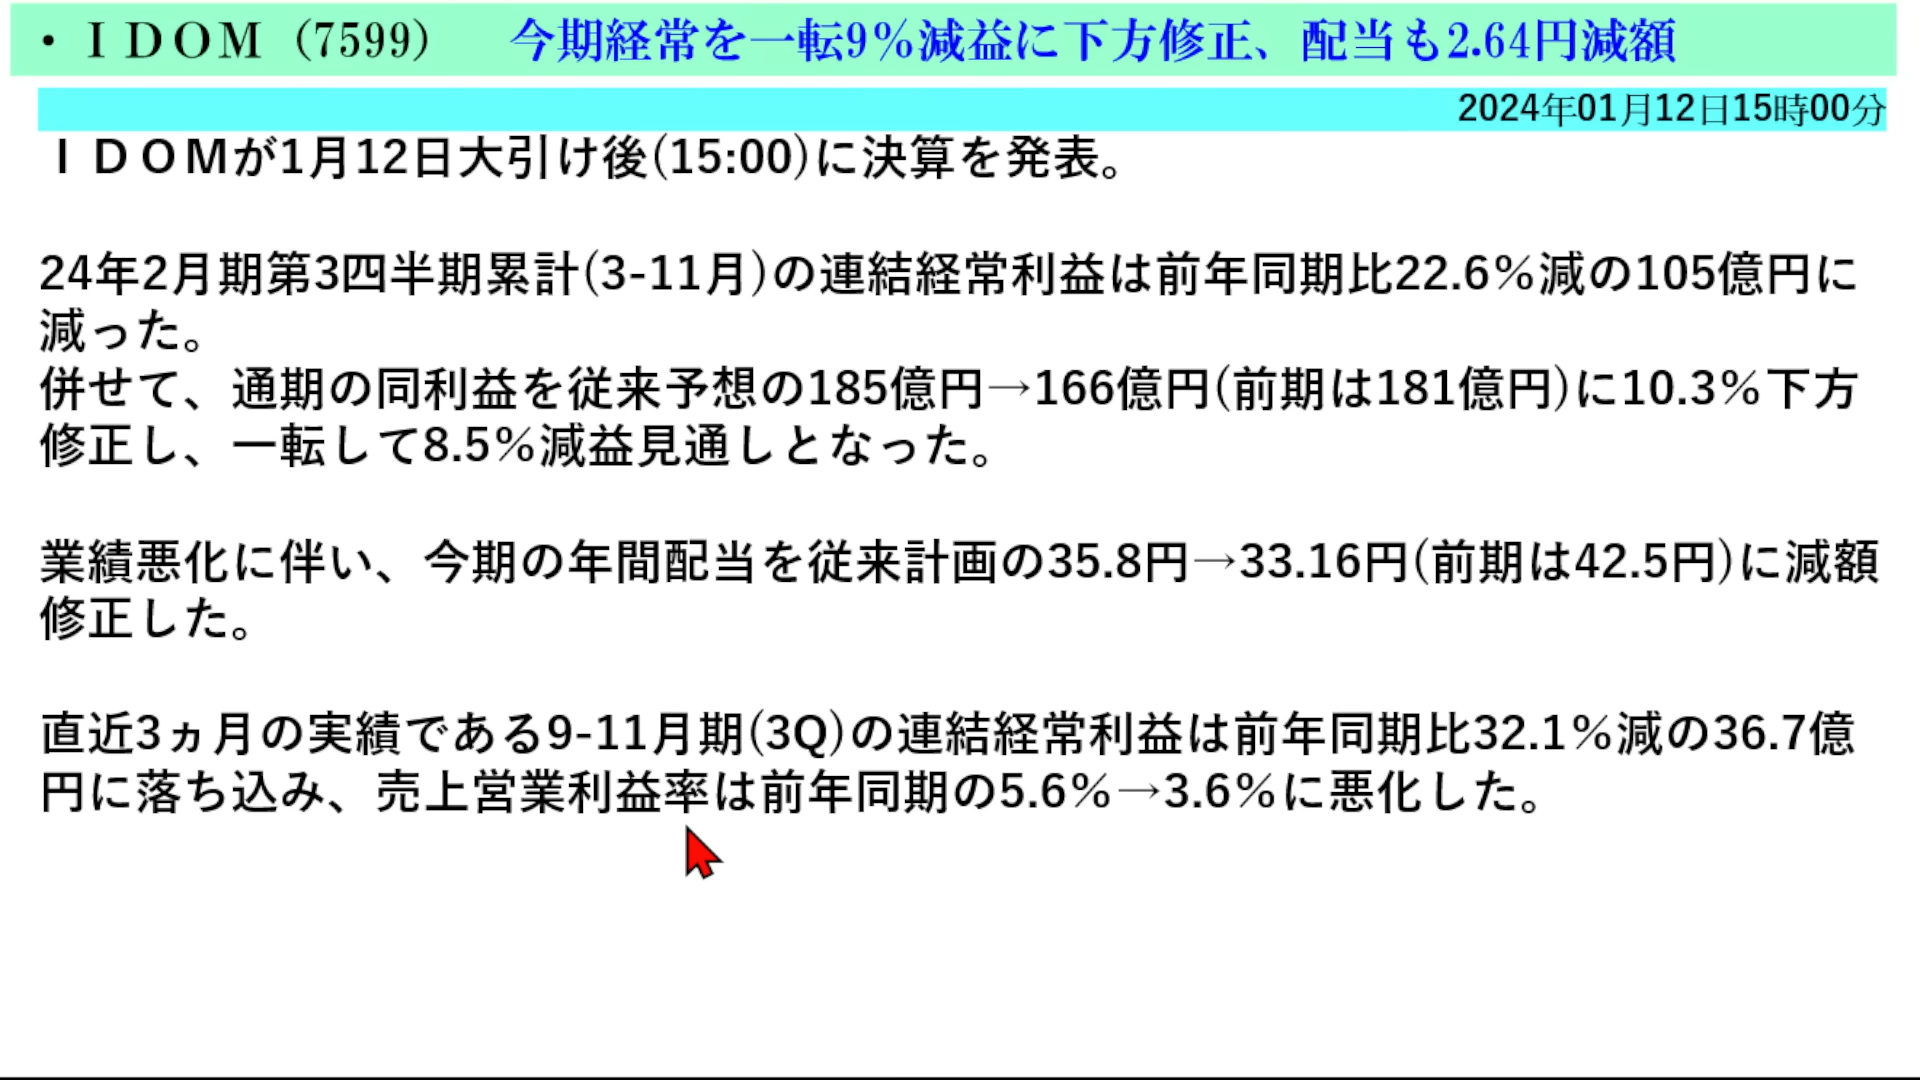 ・ＩＤＯＭ（7599）　今期経常を一転9％減益に下方修正、配当も2.64円減額
2024年01月12日15時00分
ＩＤＯＭが1月12日大引け後(15:00)に決算を発表。
24年2月期第3四半期累計(3-11月)の連結経常利益は前年同期比22.6％減の105億円に
減った。
併せて、通期の同利益を従来予想の185億円→166億円(前期は181億円)に10.3％下方
修正し、一転して8.5％減益見通しとなった。
業績悪化に伴い、今期の年間配当を従来計画の35.8円→33.16円(前期は42.5円)に減額
修正した。
直近3ヵ月の実績である9-11月期(3Q)の連結経常利益は前年同期比32.1％減の36.7億
円に落ち込み、売上営業利益率は前年同期の5.6％→3.6％に悪化した。